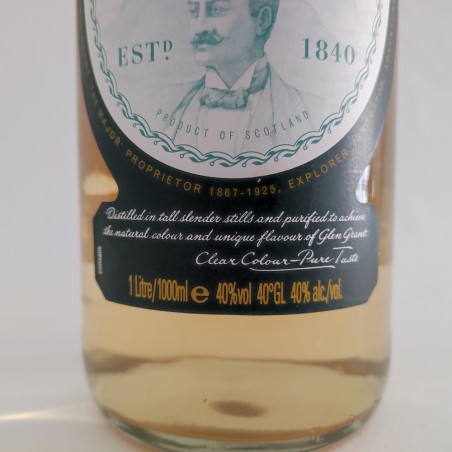 ESTD 1840
PRODUCT OF SCOTLAND
THE MAJOR' PROPRIETOR 1867-1925, EXPLORER,
Distilled in tall slender stills and purified to achieve
the natural colour and unique flavour of Glen Grant.
Clear Colour-Pure Taste
1 Litre/1000ml e 40%vol 40°GL 40% alc./vol.